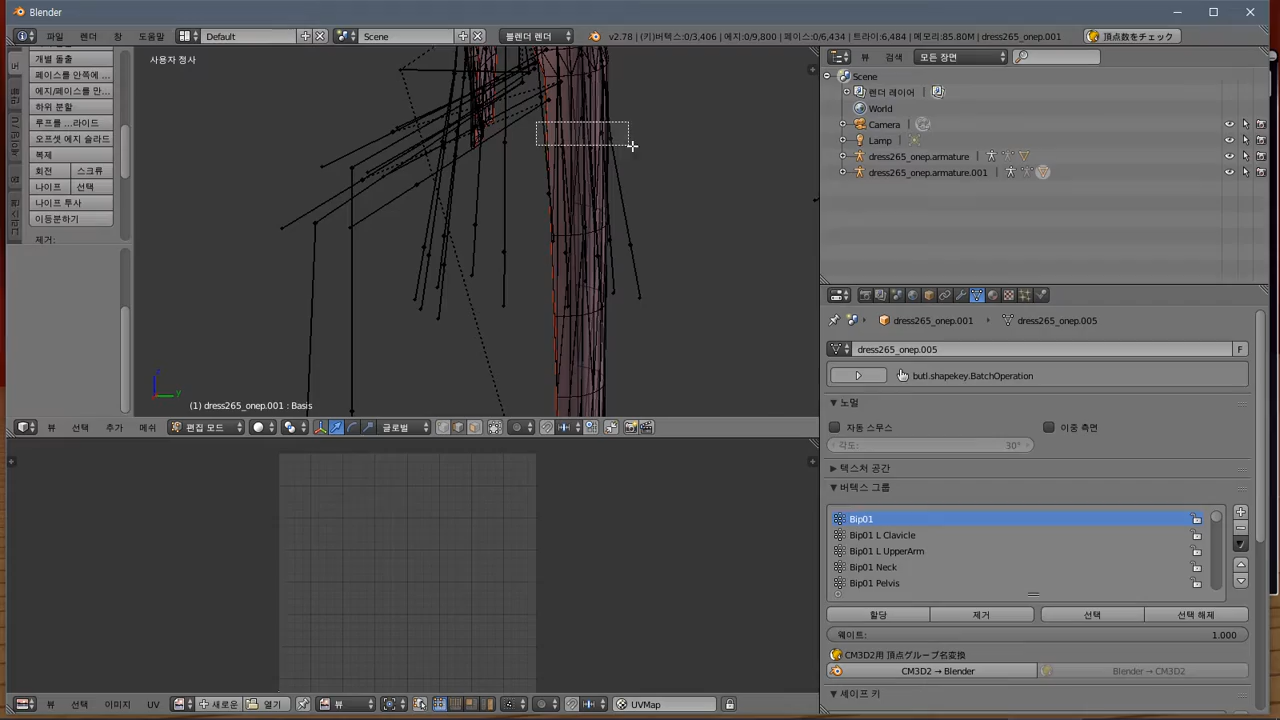 Blender
파일 렌더 창 도움말 Default Scene 블렌더 렌더 v2.78 | (키)버텍스:0/3,406 | 에지:0/9,800 | 페이스:0/6,434 | 트라이:6,484 | 메모리:85.80M | dress265_onep.001 頂点数をチェック
개별 돌출
페이스를 안쪽에 ...
에지/페이스를 만...
하위 분할
루프를 ...라이드
오프셋 에지 슬라드
복제
회전 스크류
나이프 선택
나이프 투사
이등분하기
제거:
사용자 정사
z
y
(1) dress265_onep.001 : Basis
뷰 선택 추가 메쉬 편집 모드 글로벌
뷰 선택 이미지 UV 새로운 열기 뷰 UVMap
뷰 검색 모든 장면
Scene
렌더 레이어
World
Camera
Lamp
dress265_onep.armature
dress265_onep.armature.001
dress265_onep.001 dress265_onep.005
dress265_onep.005 F
butl.shapekey.BatchOperation
노멀
자동 스무스 이중 측면
각도: 30°
텍스처 공간
버텍스 그룹
Bip01
Bip01 L Clavicle
Bip01 L UpperArm
Bip01 Neck
Bip01 Pelvis
할당 제거 선택 선택 해제
웨이트: 1.000
CM3D2用 頂点グループ名変換
CM3D2 → Blender Blender → CM3D2
셰이프 키